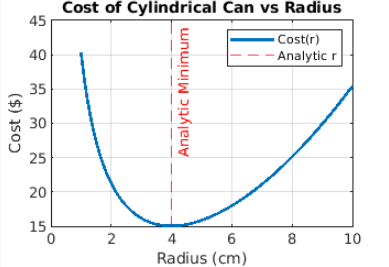 Cost of Cylindrical Can vs Radius
45
40
35
30
25
20
15
Cost ($)
Analytic Minimum
Cost(r)
Analytic r
0
2
4
6
8
10
Radius (cm)